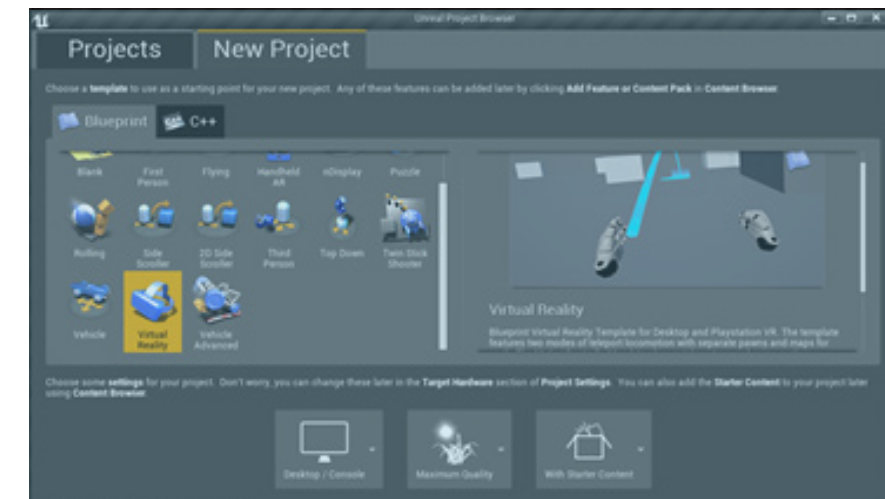 Unreal Project Browser
Projects
New Project
Choose a template to use as a starting point for your new project. Any of these features can be added later by clicking Add Feature or Content Pack in Content Browser.
Blueprint
C++
Blank
First Person
Flying
Handheld AR
nDisplay
Puzzle
Rolling
Side Scroller
2D Side Scroller
Third Person
Top Down
Twin Stick Shooter
Vehicle
Virtual Reality
Vehicle Advanced
Virtual Reality
Blueprint Virtual Reality Template for Desktop and Playstation VR. The template
features two modes of teleport locomotion with separate pawns and maps for
Choose some settings for your project. Don't worry, you can change these later in the Target Hardware section of Project Settings. You can also add the Starter Content to your project later
using Content Browser.
Desktop / Console
Maximum Quality
With Starter Content